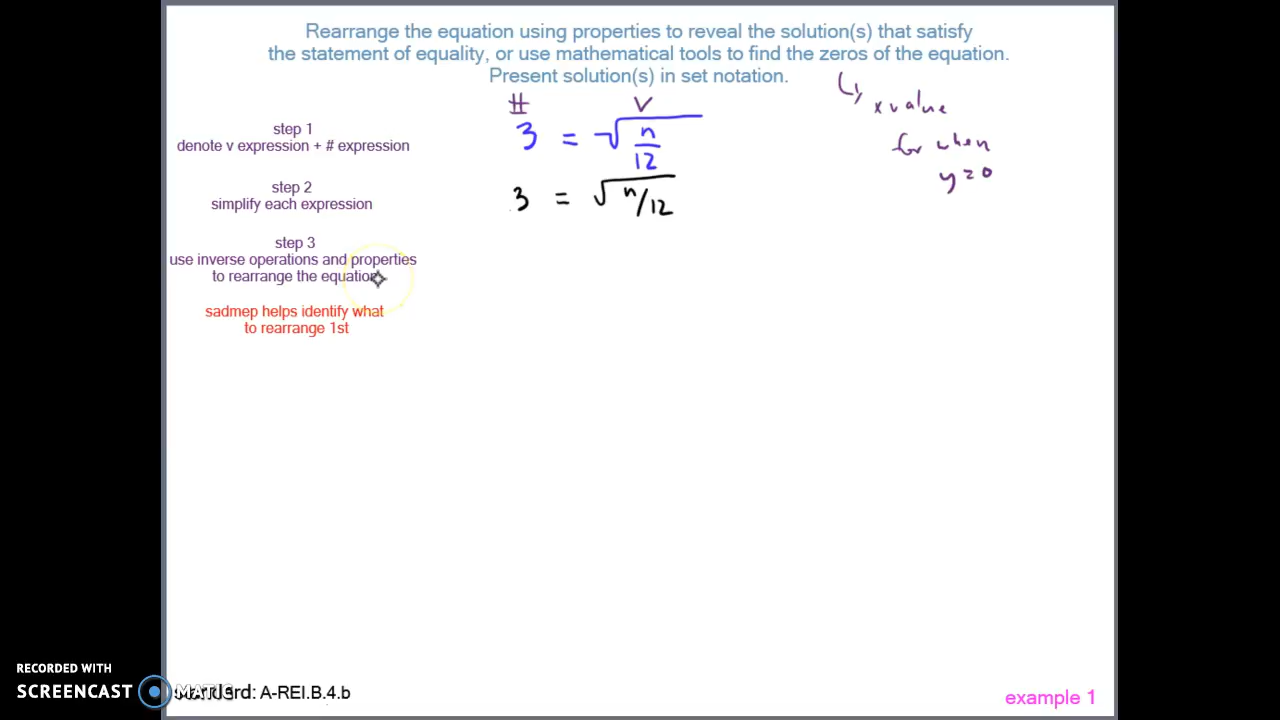 Rearrange the equation using properties to reveal the solution(s) that satisfy
the statement of equality, or use mathematical tools to find the zeros of the equation.
Present solution(s) in set notation.
↳ x value
for when
y = 0
# V
3 = √(n/12)
3 = √(n/12)
step 1
denote v expression + # expression
step 2
simplify each expression
step 3
use inverse operations and properties
to rearrange the equation
sadmep helps identify what
to rearrange 1st
RECORDED WITH
SCREENCAST MATIC
A-REI.B.4.b
example 1